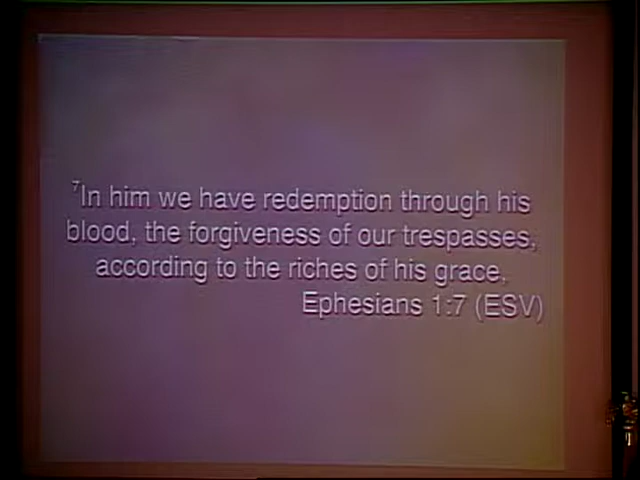 ⁷In him we have redemption through his
blood, the forgiveness of our trespasses,
according to the riches of his grace,
Ephesians 1:7 (ESV)